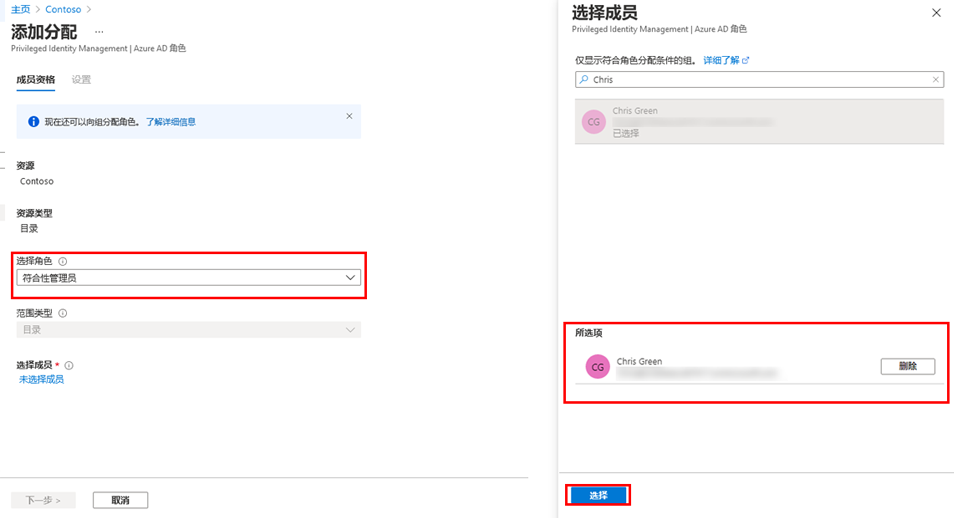 主页 > Contoso >
添加分配 ...
Privileged Identity Management | Azure AD 角色
成员资格 设置
现在还可以向组分配角色。 了解详细信息
资源
Contoso
资源类型
目录
选择角色
符合性管理员
范围类型
目录
选择成员 *
未选择成员
下一步 >
取消
选择成员
Privileged Identity Management | Azure AD 角色
仅显示符合角色分配条件的组。 详细了解
Chris
CG
Chris Green
已选择
所选项
CG
Chris Green
删除
选择